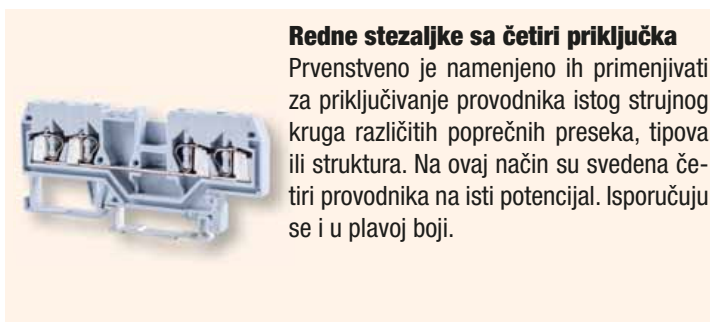 Redne stezaljke sa četiri priključka
Prvenstveno je namenjeno ih primenjivati
za priključivanje provodnika istog strujnog
kruga različitih poprečnih preseka, tipova
ili struktura. Na ovaj način su svedena če-
tiri provodnika na isti potencijal. Isporučuju
se i u plavoj boji.